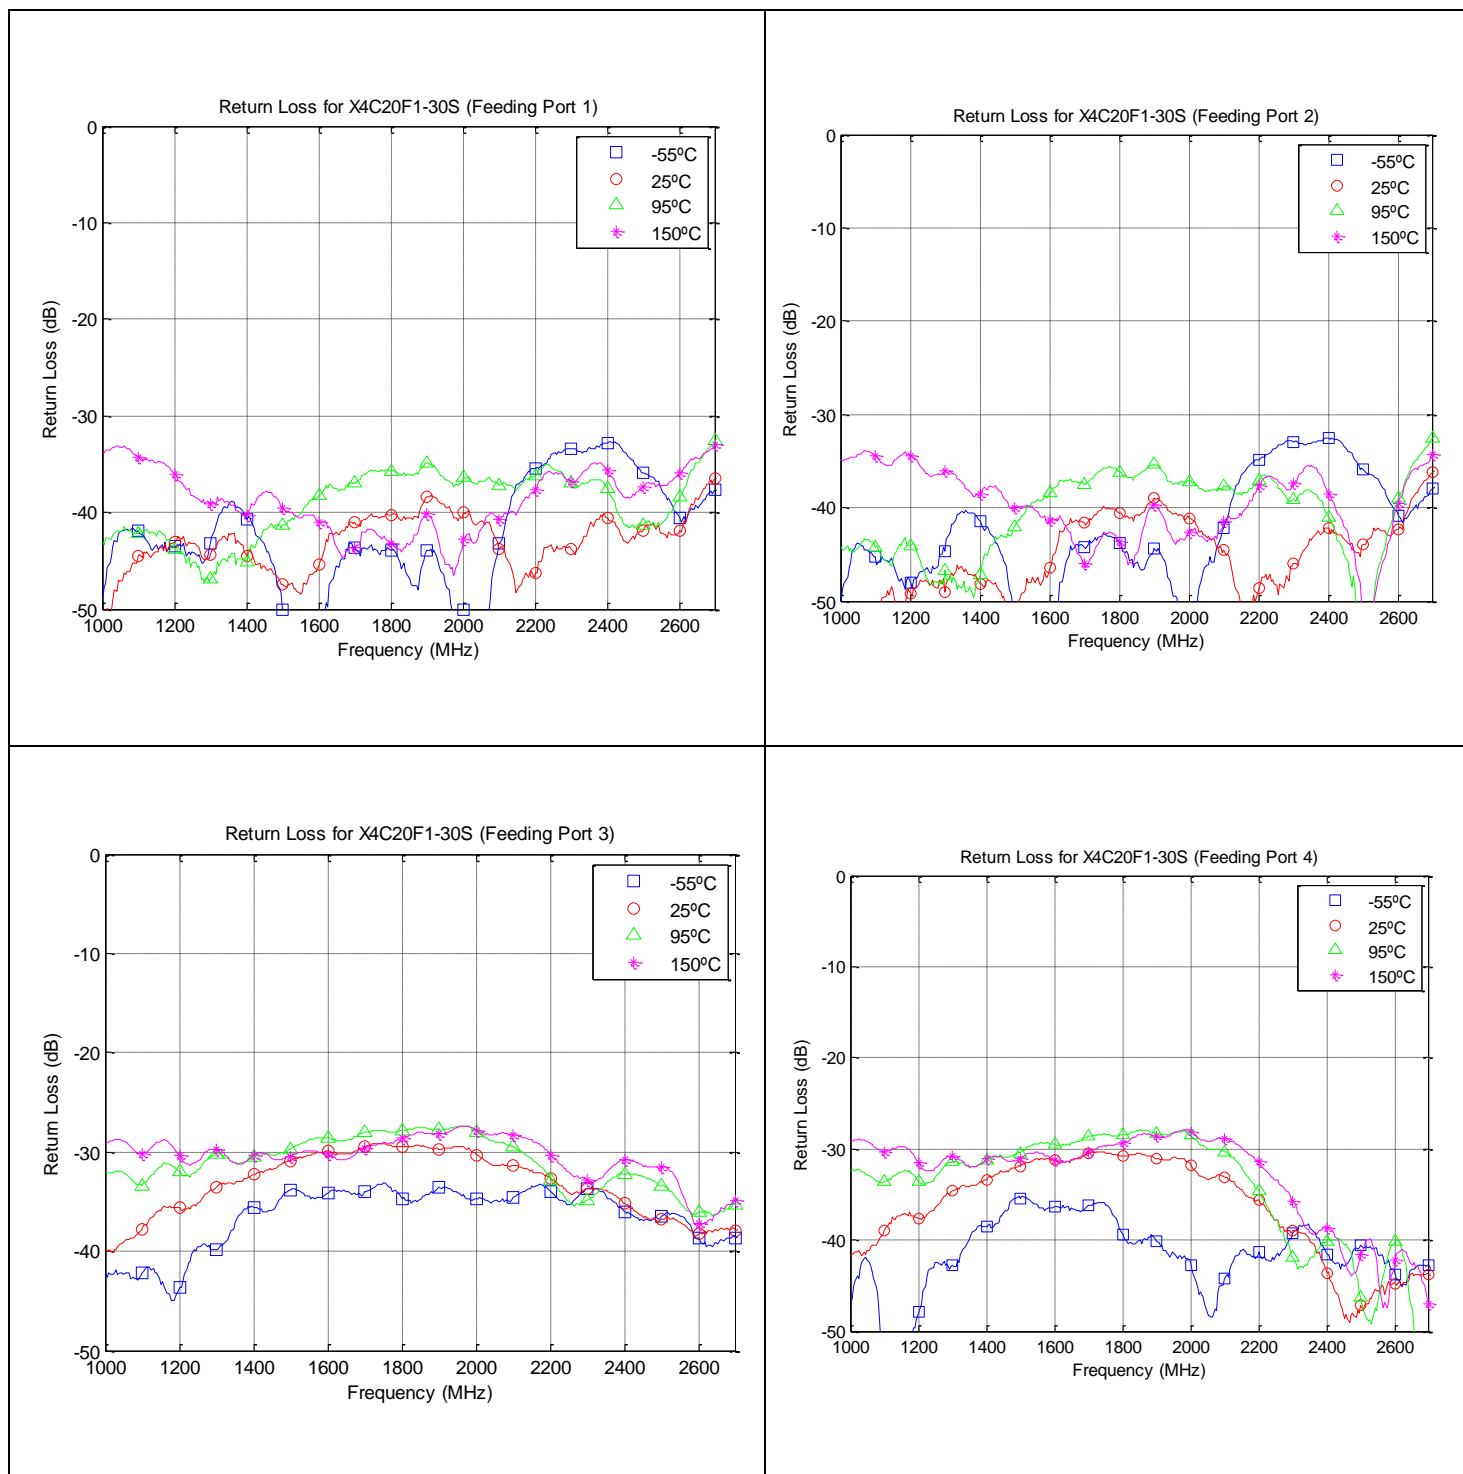 Return Loss for X4C20F1-30S (Feeding Port 1)
Return Loss (dB)
0
-10
-20
-30
-40
-50
1000 1200 1400 1600 1800 2000 2200 2400 2600
Frequency (MHz)
-55ºC
25ºC
95ºC
150ºC
Return Loss for X4C20F1-30S (Feeding Port 2)
Return Loss (dB)
0
-10
-20
-30
-40
-50
1000 1200 1400 1600 1800 2000 2200 2400 2600
Frequency (MHz)
-55ºC
25ºC
95ºC
150ºC
Return Loss for X4C20F1-30S (Feeding Port 3)
Return Loss (dB)
0
-10
-20
-30
-40
-50
1000 1200 1400 1600 1800 2000 2200 2400 2600
Frequency (MHz)
-55ºC
25ºC
95ºC
150ºC
Return Loss for X4C20F1-30S (Feeding Port 4)
Return Loss (dB)
0
-10
-20
-30
-40
-50
1000 1200 1400 1600 1800 2000 2200 2400 2600
Frequency (MHz)
-55ºC
25ºC
95ºC
150ºC